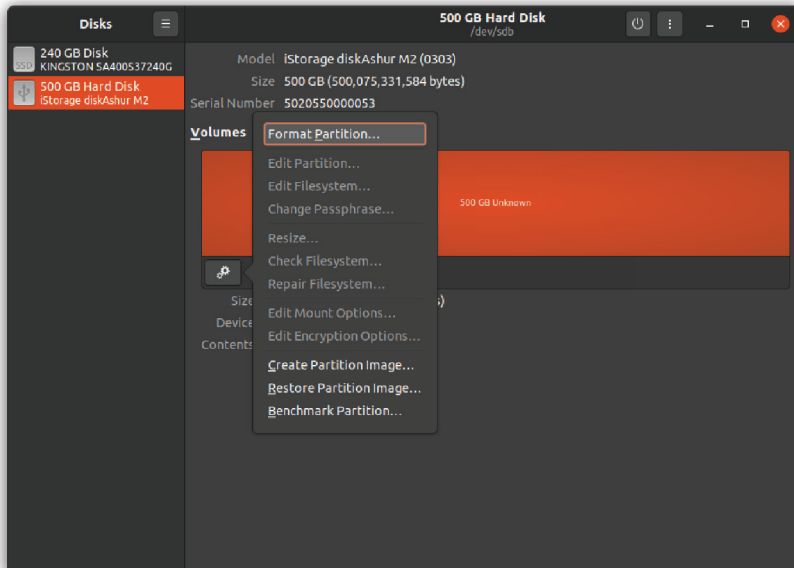 Disks
500 GB Hard Disk
/dev/sdb
240 GB Disk
KINGSTON SA400S37240G
500 GB Hard Disk
iStorage diskAshur M2
Model iStorage diskAshur M2 (0303)
Size 500 GB (500,075,331,584 bytes)
Serial Number 5020550000053
Volumes
500 GB Unknown
Format Partition...
Edit Partition...
Edit Filesystem...
Change Passphrase...
Resize...
Check Filesystem...
Repair Filesystem...
Edit Mount Options...
Edit Encryption Options...
Create Partition Image...
Restore Partition Image...
Benchmark Partition...
Size
Device
Contents